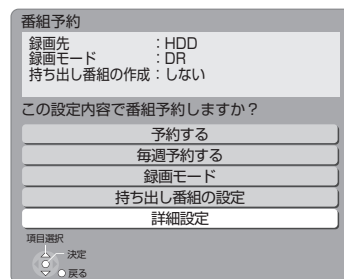 番組予約
録画先　　　　　：HDD
録画モード　　　：DR
持ち出し番組の作成：しない
この設定内容で番組予約しますか？
予約する
毎週予約する
録画モード
持ち出し番組の設定
詳細設定
項目選択
決定
戻る